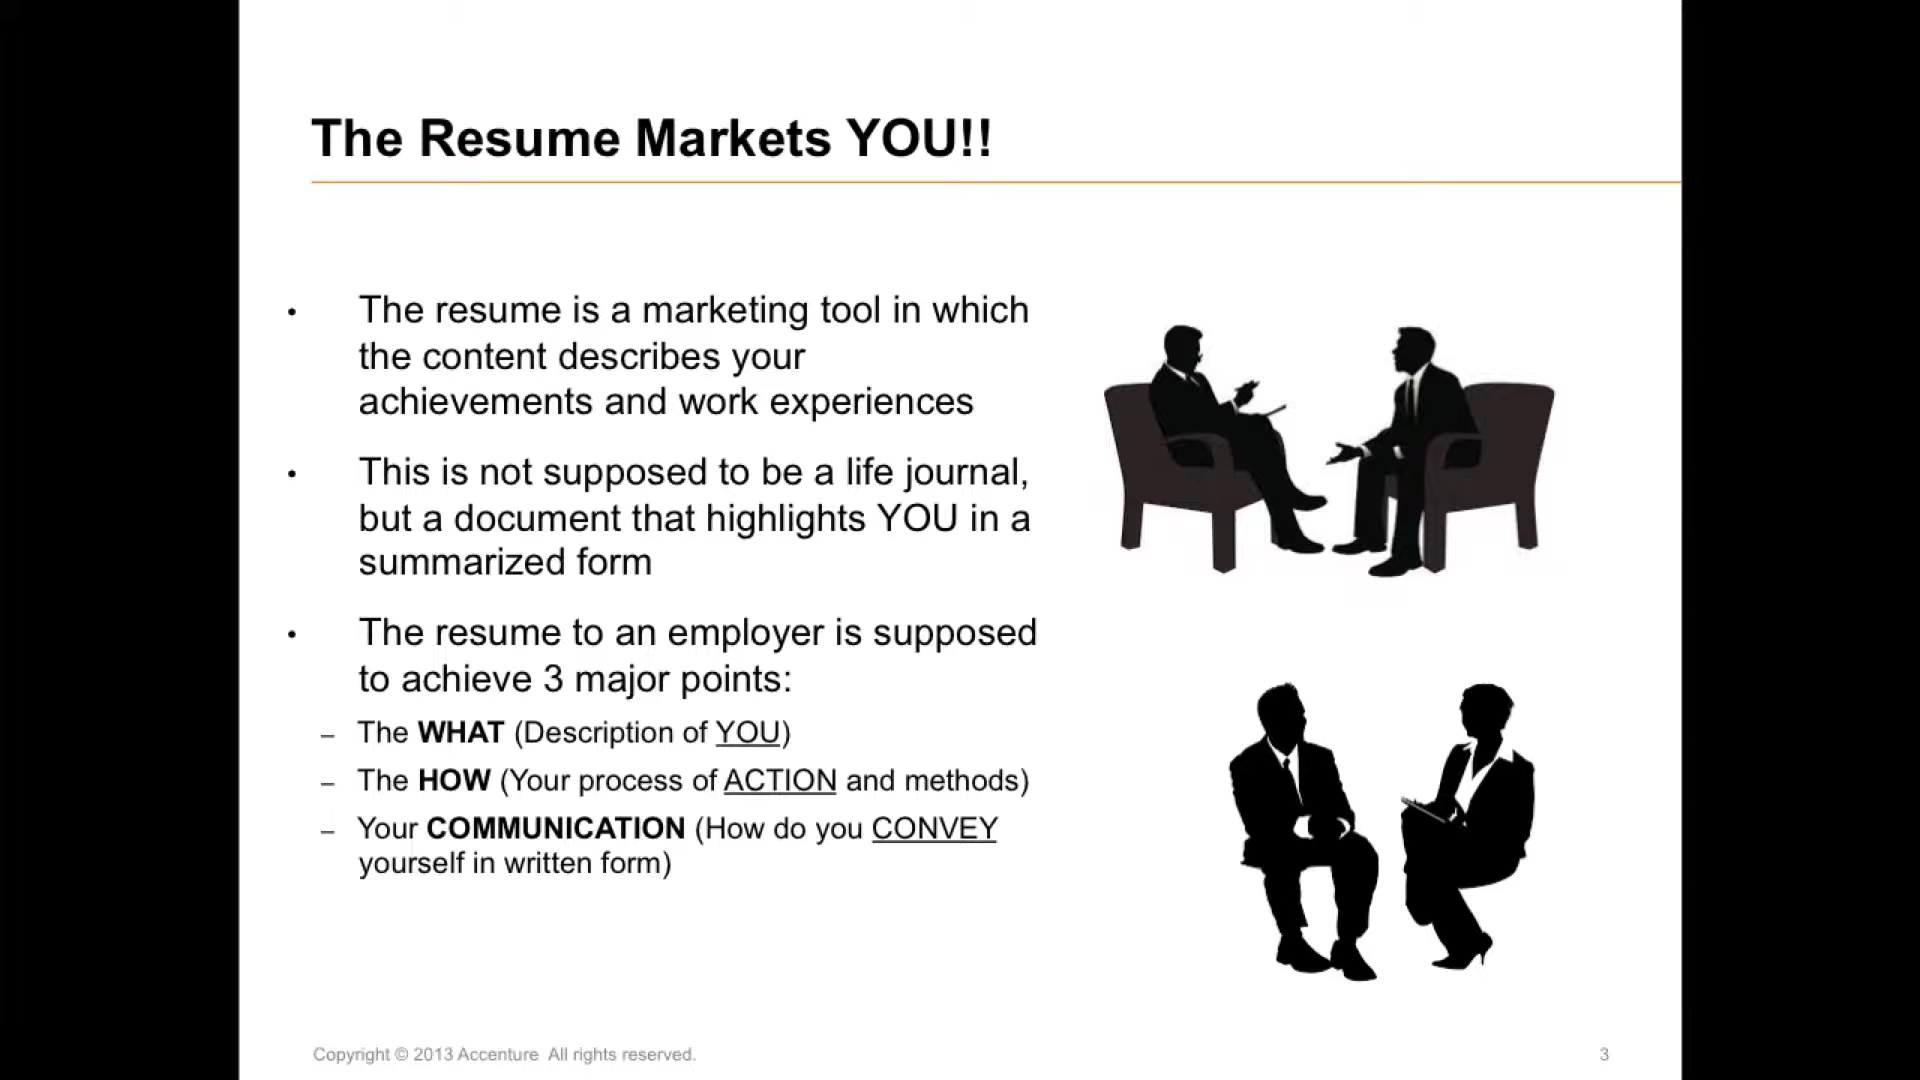 The Resume Markets YOU!!
• The resume is a marketing tool in which
the content describes your
achievements and work experiences
• This is not supposed to be a life journal,
but a document that highlights YOU in a
summarized form
• The resume to an employer is supposed
to achieve 3 major points:
– The WHAT (Description of YOU)
– The HOW (Your process of ACTION and methods)
– Your COMMUNICATION (How do you CONVEY
yourself in written form)
Copyright © 2013 Accenture All rights reserved.
3